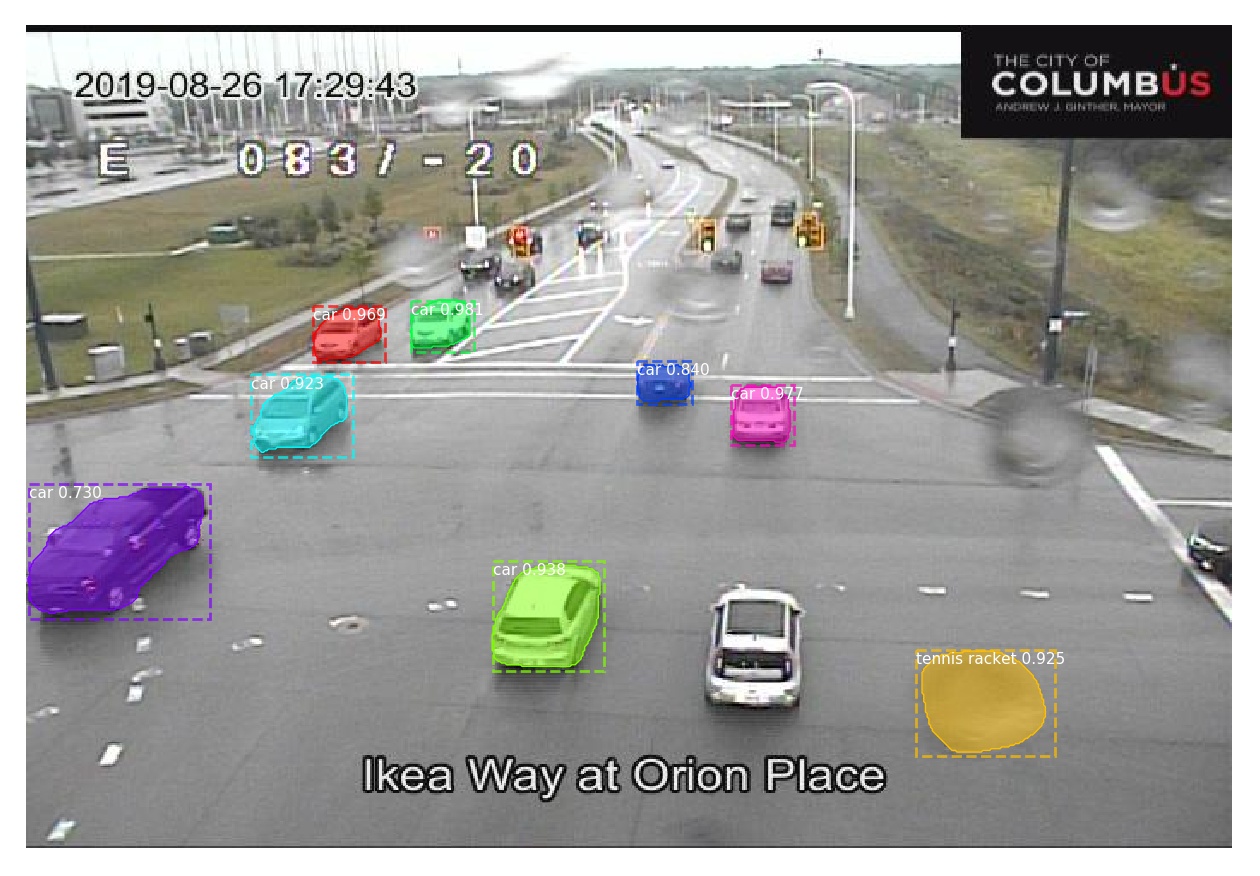 2019-08-26 17:29:43
THE CITY OF
COLUMBUS
ANDREW J. GINTHER, MAYOR
E 083/-20
car 0.969
car 0.981
car 0.923
car 0.840
car 0.977
car 0.730
car 0.938
tennis racket 0.925
Ikea Way at Orion Place